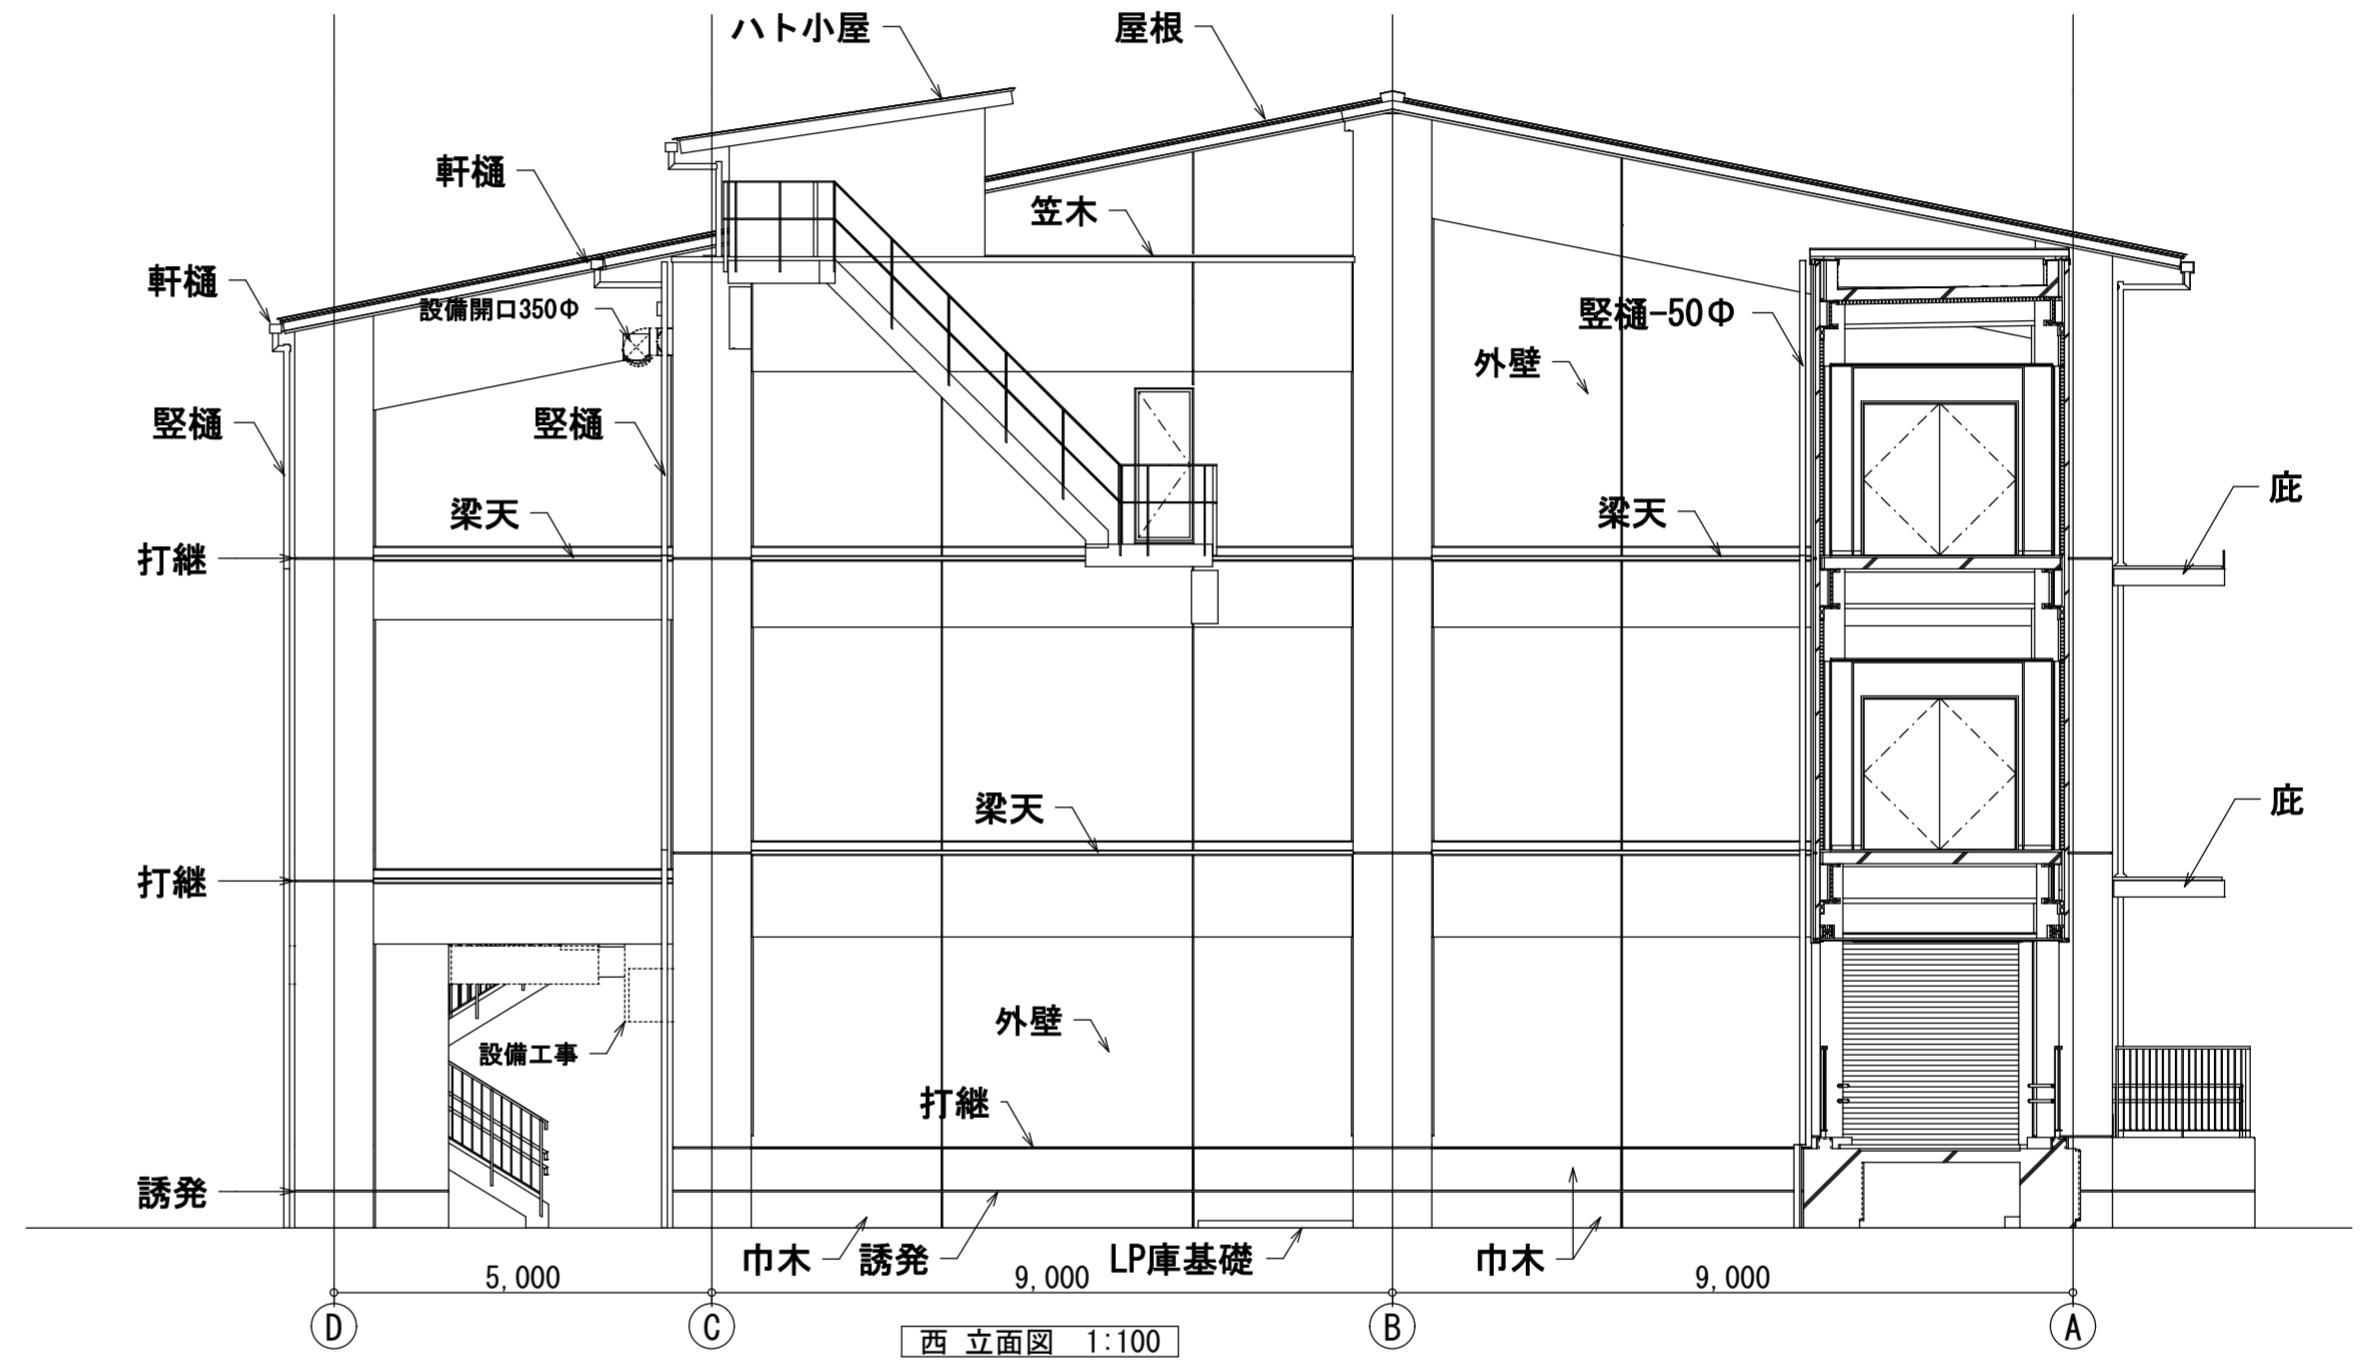 ハト小屋
屋根
軒樋
笠木
軒樋
設備開口350Φ
竪樋-50Φ
外壁
竪樋
竪樋
庇
梁天
梁天
打継
梁天
庇
打継
外壁
設備工事
打継
誘発
巾木
誘発
LP庫基礎
巾木
5,000
9,000
9,000
D
C
B
A
西 立面図 1:100